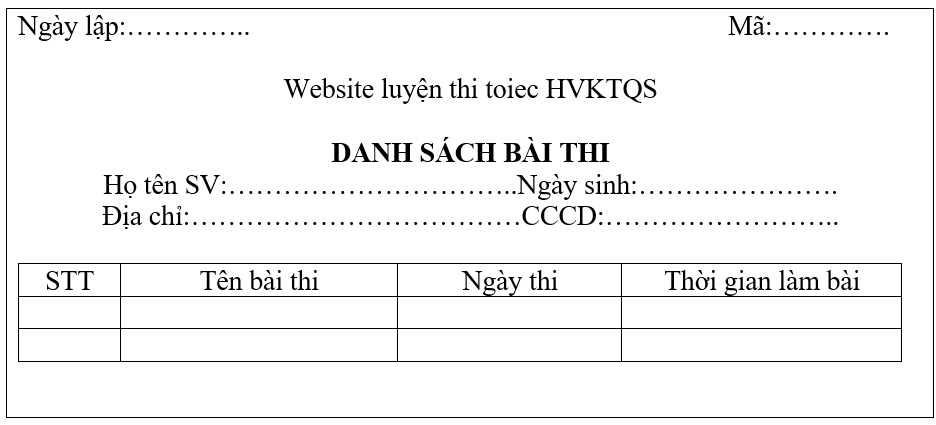 Ngày lập:………….. Mã:………….
Website luyện thi toiec HVKTQS
DANH SÁCH BÀI THI
Họ tên SV:…………………………..Ngày sinh:………………….
Địa chỉ:………………………………CCCD:……………………..
STT Tên bài thi Ngày thi Thời gian làm bài